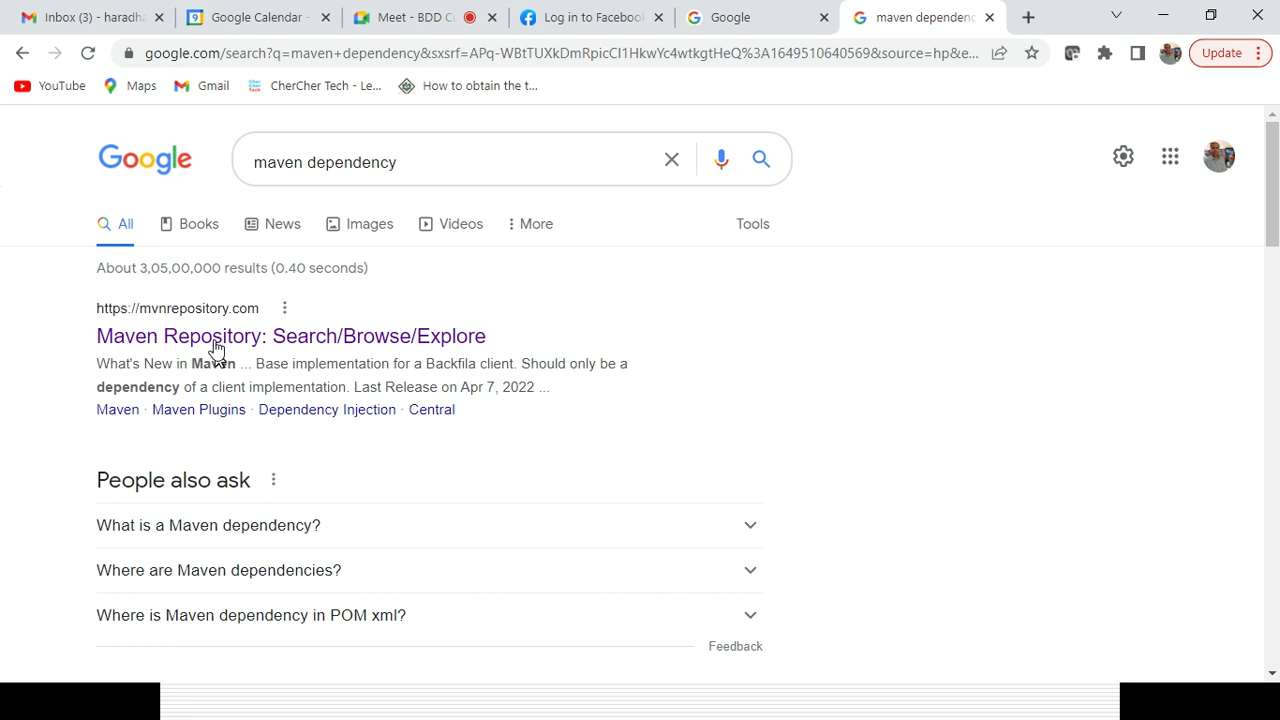 Inbox (3) - haradha
Google Calendar -
Meet - BDD C
Log in to Facebook
Google
maven dependenc
google.com/search?q=maven+dependency&sxsrf=APq-WBtTUXkDmRpicCI1HkwYc4wtkgtHeQ%3A1649510640569&source=hp&e...
Update
YouTube
Maps
Gmail
CherCher Tech - Le...
How to obtain the t...
Google
maven dependency
All
Books
News
Images
Videos
More
Tools
About 3,05,00,000 results (0.40 seconds)
https://mvnrepository.com
Maven Repository: Search/Browse/Explore
What's New in Maven ... Base implementation for a Backfila client. Should only be a
dependency of a client implementation. Last Release on Apr 7, 2022 ...
Maven · Maven Plugins · Dependency Injection · Central
People also ask
What is a Maven dependency?
Where are Maven dependencies?
Where is Maven dependency in POM xml?
Feedback